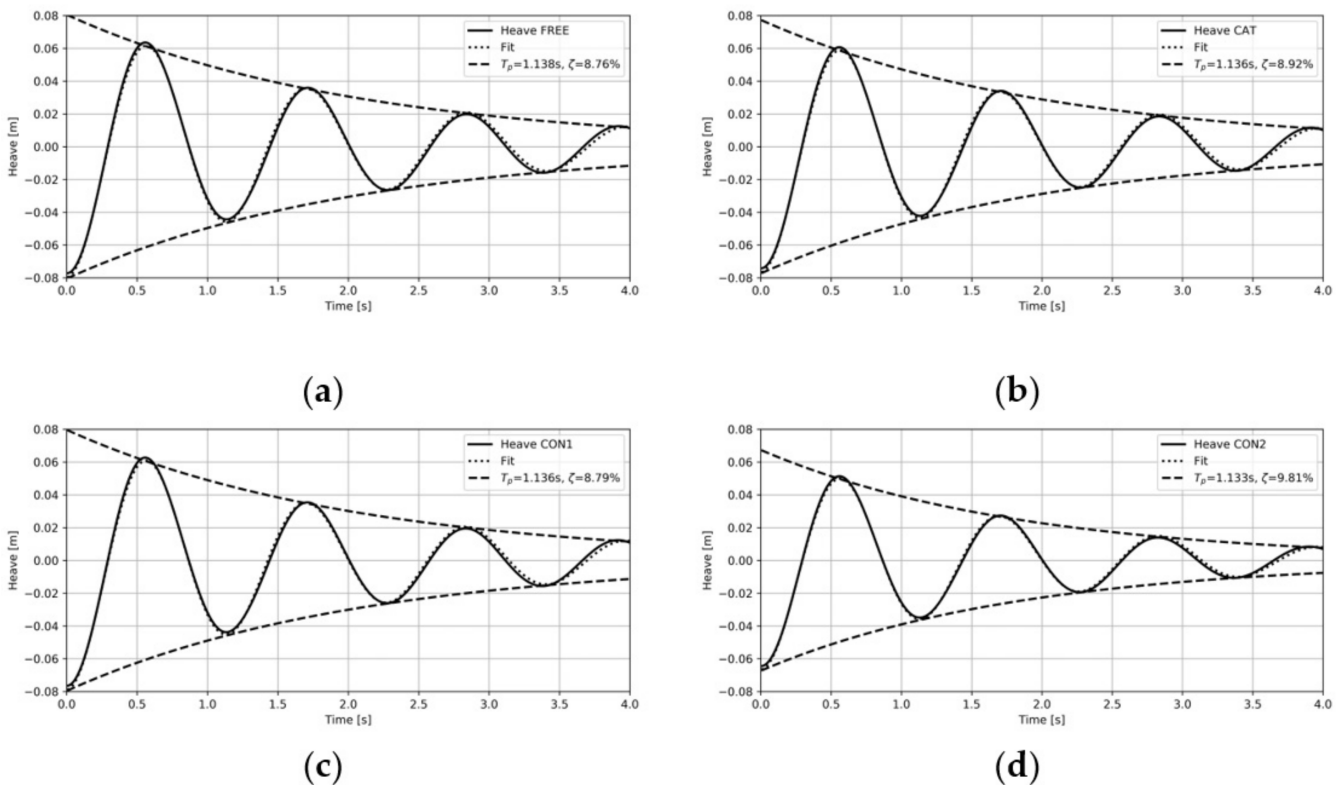 0.08
0.06
0.04
0.02
0.00
−0.02
−0.04
−0.06
−0.08
Heave [m]
Heave FREE
Fit
Tₚ=1.138s, ζ=8.76%
0.0 0.5 1.0 1.5 2.0 2.5 3.0 3.5 4.0
Time [s]
(a)
0.08
0.06
0.04
0.02
0.00
−0.02
−0.04
−0.06
−0.08
Heave [m]
Heave CAT
Fit
Tₚ=1.136s, ζ=8.92%
0.0 0.5 1.0 1.5 2.0 2.5 3.0 3.5 4.0
Time [s]
(b)
0.08
0.06
0.04
0.02
0.00
−0.02
−0.04
−0.06
−0.08
Heave [m]
Heave CON1
Fit
Tₚ=1.136s, ζ=8.79%
0.0 0.5 1.0 1.5 2.0 2.5 3.0 3.5 4.0
Time [s]
(c)
0.08
0.06
0.04
0.02
0.00
−0.02
−0.04
−0.06
−0.08
Heave [m]
Heave CON2
Fit
Tₚ=1.133s, ζ=9.81%
0.0 0.5 1.0 1.5 2.0 2.5 3.0 3.5 4.0
Time [s]
(d)